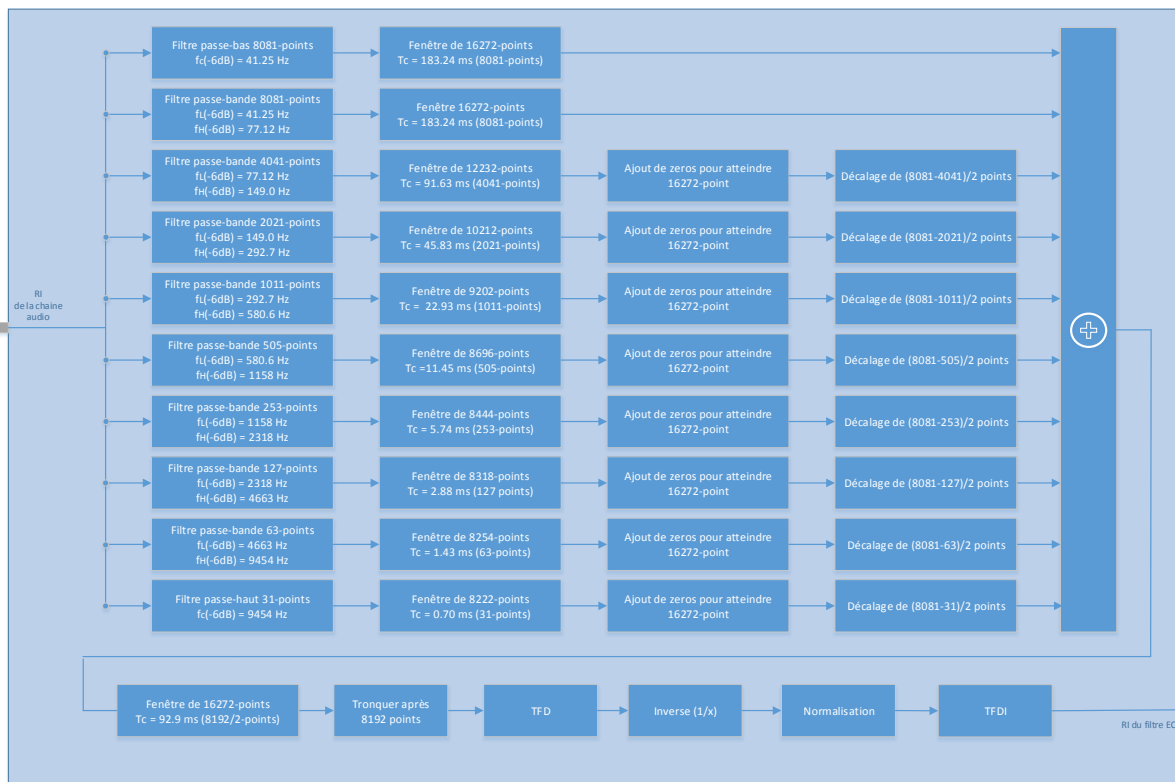 Filtre passe-bas 8081-points
fc(-6dB) = 41.25 Hz
Fenêtre de 16272-points
Tc = 183.24 ms (8081-points)
Filtre passe-bande 8081-points
fL(-6dB) = 41.25 Hz
fH(-6dB) = 77.12 Hz
Fenêtre 16272-points
Tc = 183.24 ms (8081-points)
Filtre passe-bande 4041-points
fL(-6dB) = 77.12 Hz
fH(-6dB) = 149.0 Hz
Fenêtre de 12232-points
Tc = 91.63 ms (4041-points)
Ajout de zeros pour atteindre
16272-point
Décalage de (8081-4041)/2 points
Filtre passe-bande 2021-points
fL(-6dB) = 149.0 Hz
fH(-6dB) = 292.7 Hz
Fenêtre de 10212-points
Tc = 45.83 ms (2021-points)
Ajout de zeros pour atteindre
16272-point
Décalage de (8081-2021)/2 points
RI
de la chaine
audio
Filtre passe-bande 1011-points
fL(-6dB) = 292.7 Hz
fH(-6dB) = 580.6 Hz
Fenêtre de 9202-points
Tc = 22.93 ms (1011-points)
Ajout de zeros pour atteindre
16272-point
Décalage de (8081-1011)/2 points
Filtre passe-bande 505-points
fL(-6dB) = 580.6 Hz
fH(-6dB) = 1158 Hz
Fenêtre de 8696-points
Tc =11.45 ms (505-points)
Ajout de zeros pour atteindre
16272-point
Décalage de (8081-505)/2 points
Filtre passe-bande 253-points
fL(-6dB) = 1158 Hz
fH(-6dB) = 2318 Hz
Fenêtre de 8444-points
Tc = 5.74 ms (253-points)
Ajout de zeros pour atteindre
16272-point
Décalage de (8081-253)/2 points
Filtre passe-bande 127-points
fL(-6dB) = 2318 Hz
fH(-6dB) = 4663 Hz
Fenêtre de 8318-points
Tc = 2.88 ms (127 points)
Ajout de zeros pour atteindre
16272-point
Décalage de (8081-127)/2 points
Filtre passe-bande 63-points
fL(-6dB) = 4663 Hz
fH(-6dB) = 9454 Hz
Fenêtre de 8254-points
Tc = 1.43 ms (63-points)
Ajout de zeros pour atteindre
16272-point
Décalage de (8081-63)/2 points
Filtre passe-haut 31-points
fc(-6dB) = 9454 Hz
Fenêtre de 8222-points
Tc = 0.70 ms (31-points)
Ajout de zeros pour atteindre
16272-point
Décalage de (8081-31)/2 points
Fenêtre de 16272-points
Tc = 92.9 ms (8192/2-points)
Tronquer après
8192 points
TFD
Inverse (1/x)
Normalisation
TFDI
RI du filtre